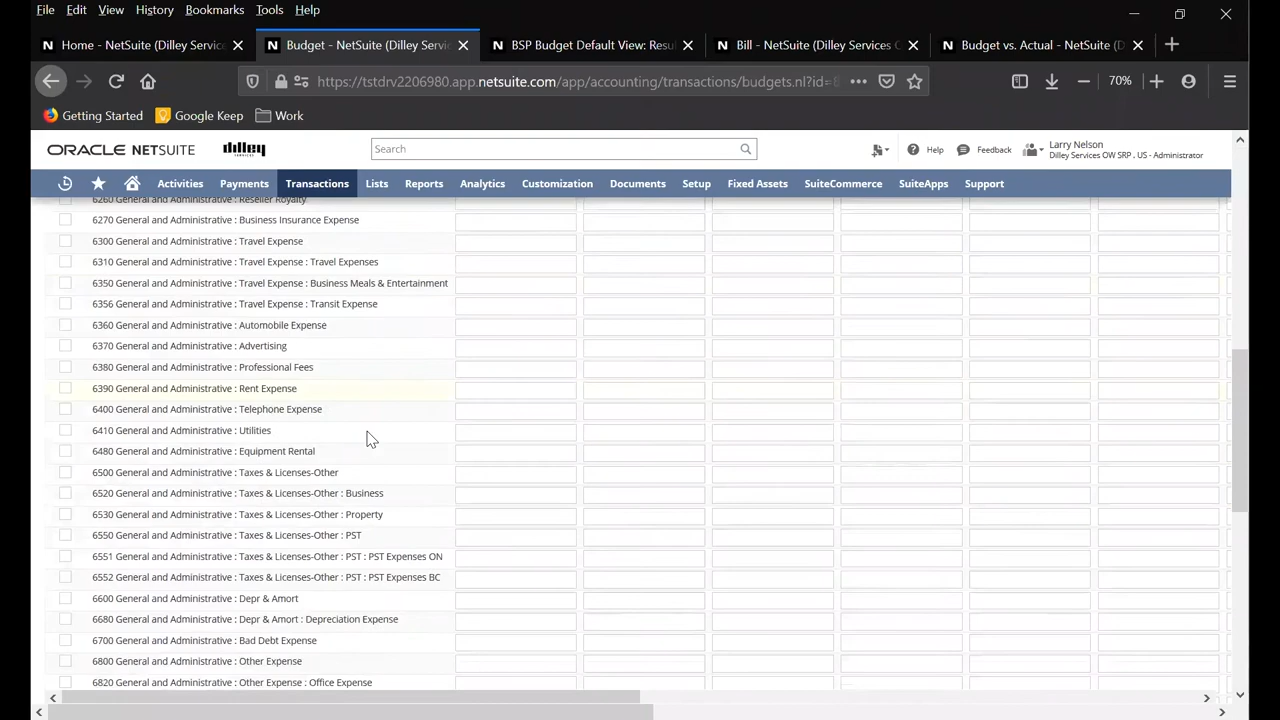 File Edit View History Bookmarks Tools Help
N Home - NetSuite (Dilley Service × N Budget - NetSuite (Dilley Servic × N BSP Budget Default View: Resul × N Bill - NetSuite (Dilley Services C × N Budget vs. Actual - NetSuite (D ×
https://tstdrv2206980.app.netsuite.com/app/accounting/transactions/budgets.nl?id=8 70%
Getting Started Google Keep Work
ORACLE NETSUITE dilley SERVICES Search Help Feedback Larry Nelson
Dilley Services OW SRP , US - Administrator
Activities Payments Transactions Lists Reports Analytics Customization Documents Setup Fixed Assets SuiteCommerce SuiteApps Support
6260 General and Administrative : Reseller Royalty
6270 General and Administrative : Business Insurance Expense
6300 General and Administrative : Travel Expense
6310 General and Administrative : Travel Expense : Travel Expenses
6350 General and Administrative : Travel Expense : Business Meals & Entertainment
6356 General and Administrative : Travel Expense : Transit Expense
6360 General and Administrative : Automobile Expense
6370 General and Administrative : Advertising
6380 General and Administrative : Professional Fees
6390 General and Administrative : Rent Expense
6400 General and Administrative : Telephone Expense
6410 General and Administrative : Utilities
6480 General and Administrative : Equipment Rental
6500 General and Administrative : Taxes & Licenses-Other
6520 General and Administrative : Taxes & Licenses-Other : Business
6530 General and Administrative : Taxes & Licenses-Other : Property
6550 General and Administrative : Taxes & Licenses-Other : PST
6551 General and Administrative : Taxes & Licenses-Other : PST : PST Expenses ON
6552 General and Administrative : Taxes & Licenses-Other : PST : PST Expenses BC
6600 General and Administrative : Depr & Amort
6680 General and Administrative : Depr & Amort : Depreciation Expense
6700 General and Administrative : Bad Debt Expense
6800 General and Administrative : Other Expense
6820 General and Administrative : Other Expense : Office Expense